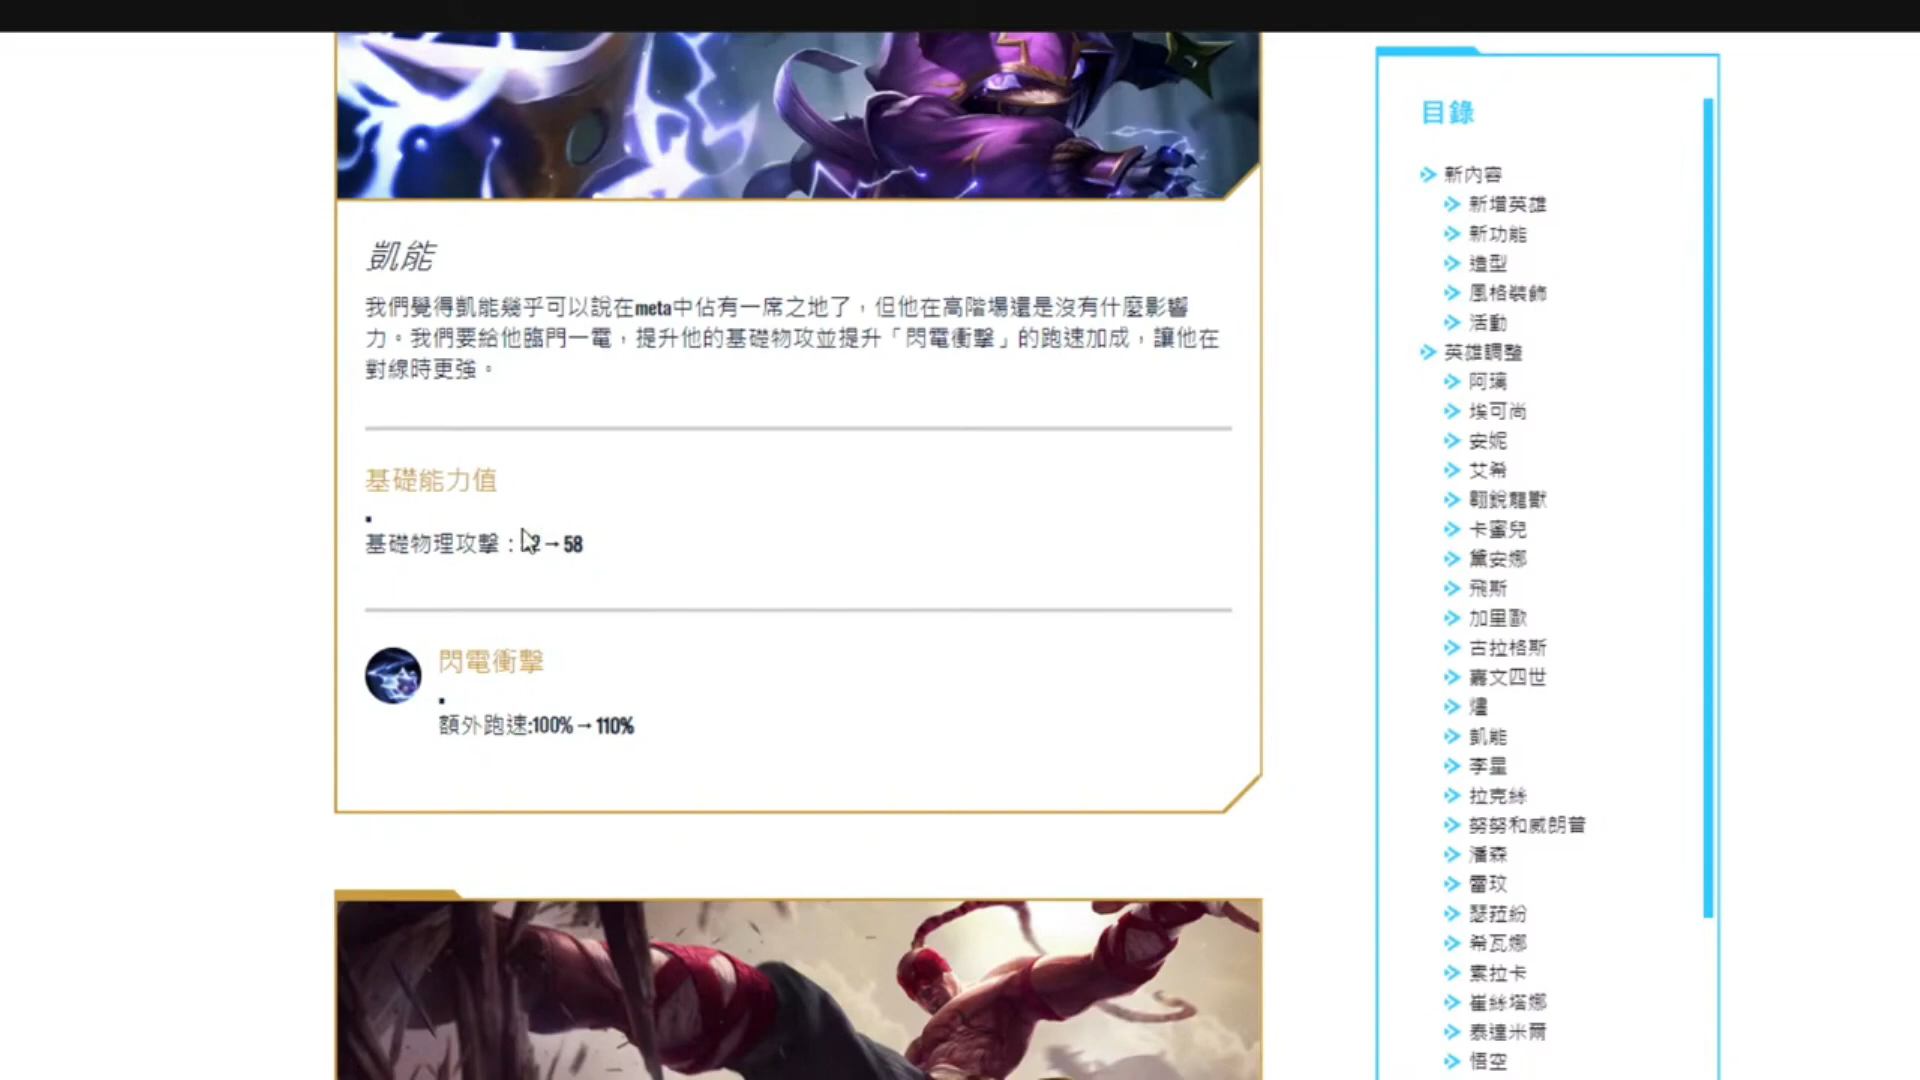 凱能
我們覺得凱能幾乎可以說在meta中佔有一席之地了，但他在高階場還是沒有什麼影響
力。我們要給他臨門一電，提升他的基礎物攻並提升「閃電衝擊」的跑速加成，讓他在
對線時更強。
基礎能力值
基礎物理攻擊：2→58
閃電衝擊
額外跑速:100%→110%
目錄
新內容
新增英雄
新功能
造型
風格裝飾
活動
英雄調整
阿璃
埃可尚
安妮
艾希
翱銳龍獸
卡蜜兒
黛安娜
飛斯
加里歐
古拉格斯
嘉文四世
燼
凱能
李星
拉克絲
努努和威朗普
潘森
雷玟
瑟菈紛
希瓦娜
索拉卡
崔絲塔娜
泰達米爾
悟空